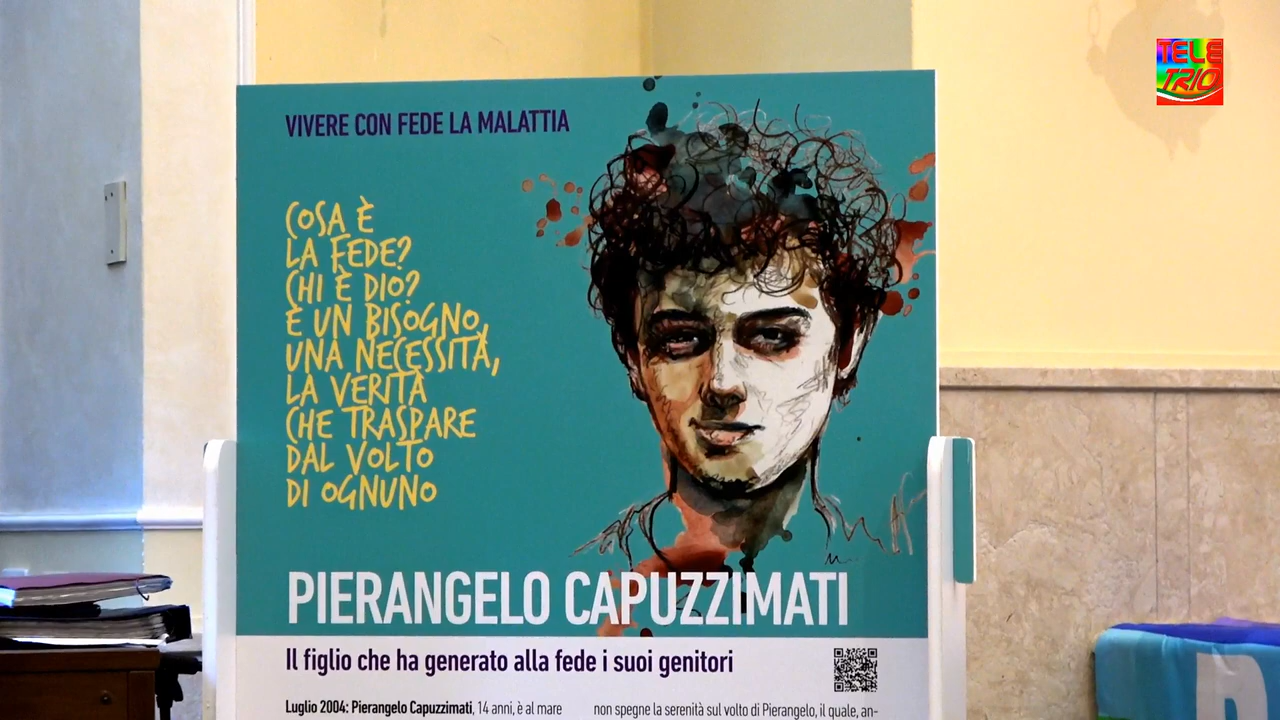 TELE
TRIO
VIVERE CON FEDE LA MALATTIA
COSA È
LA FEDE?
CHI È DIO?
È UN BISOGNO,
UNA NECESSITÀ,
LA VERITÀ
CHE TRASPARE
DAL VOLTO
DI OGNUNO
PIERANGELO CAPUZZIMATI
Il figlio che ha generato alla fede i suoi genitori
Luglio 2004: Pierangelo Capuzzimati, 14 anni, è al mare
non spegne la serenità sul volto di Pierangelo, il quale, an-